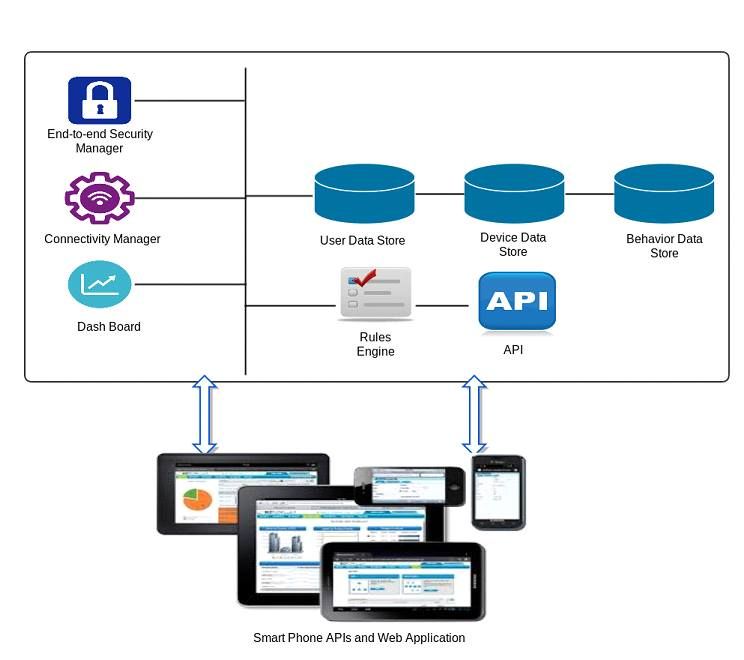 End-to-end Security
Manager
Connectivity Manager
Dash Board
User Data Store
Device Data
Store
Behavior Data
Store
Rules
Engine
API
API
Smart Phone APIs and Web Application